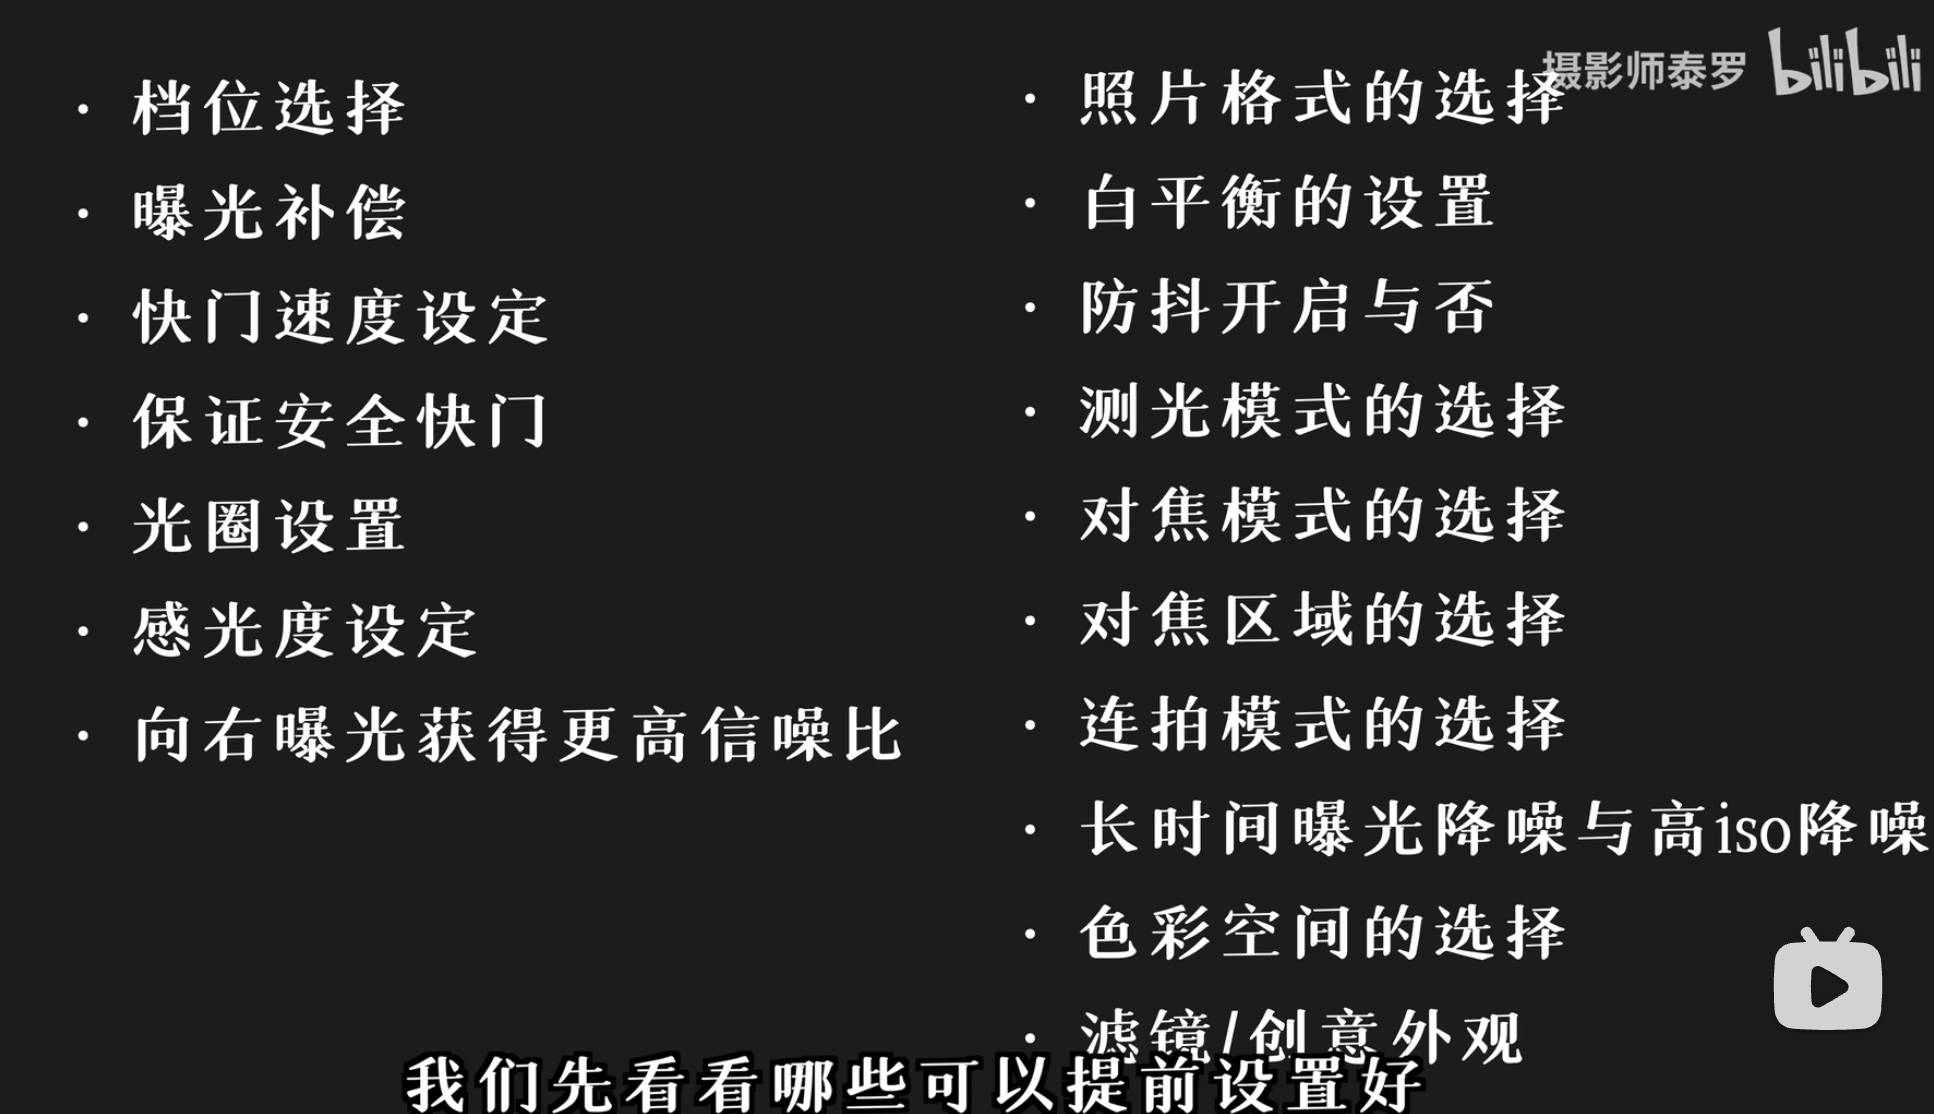 摄影师泰罗 bilibili
· 档位选择
· 曝光补偿
· 快门速度设定
· 保证安全快门
· 光圈设置
· 感光度设定
· 向右曝光获得更高信噪比
· 照片格式的选择
· 白平衡的设置
· 防抖开启与否
· 测光模式的选择
· 对焦模式的选择
· 对焦区域的选择
· 连拍模式的选择
· 长时间曝光降噪与高iso降噪
· 色彩空间的选择
· 滤镜/创意外观
我们先看看哪些可以提前设置好